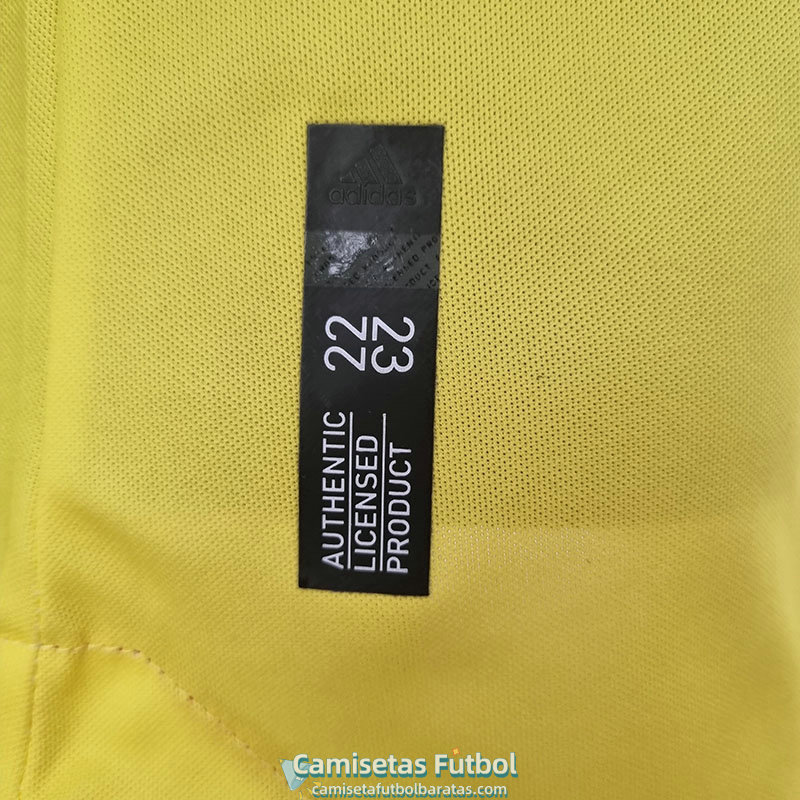 adidas
22
23
AUTHENTIC
LICENSED
PRODUCT
Camisetas Futbol
camisetafutbolbaratas.com